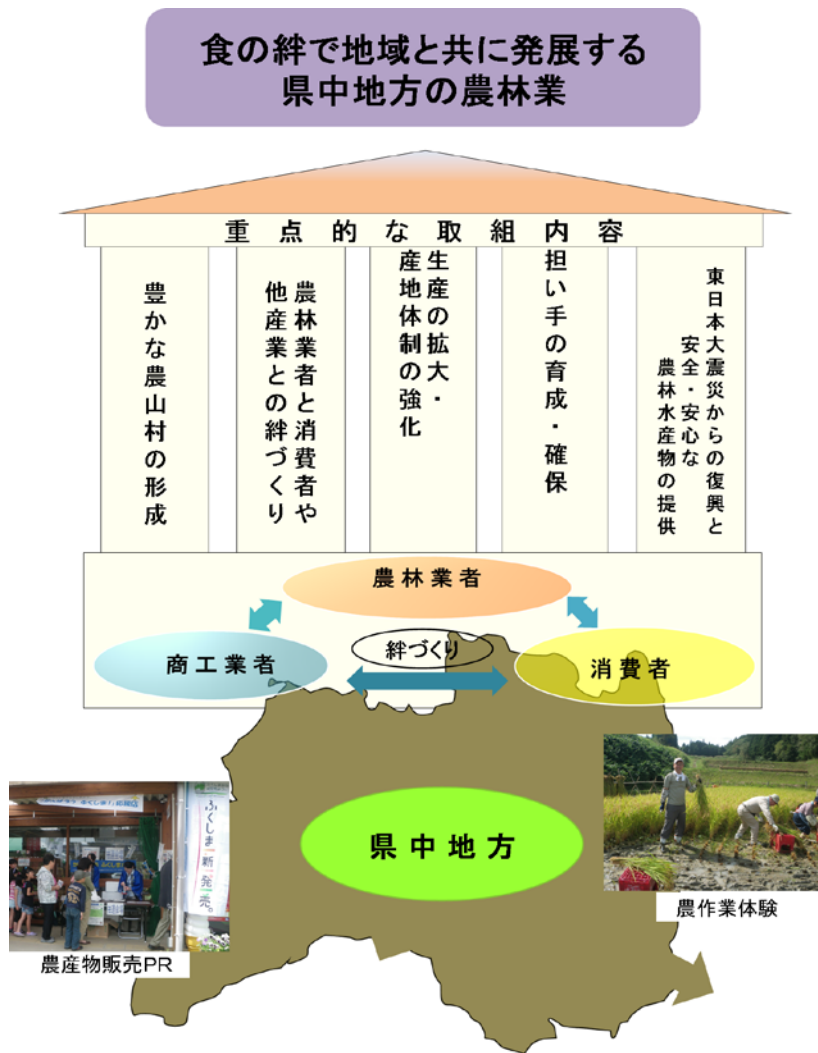 食の絆で地域と共に発展する
県中地方の農林業
重点的な取組内容
東日本大震災からの復興と
安全・安心な
農林水産物の提供
担い手の育成・確保
生産の拡大・
産地体制の強化
農林業者と消費者や
他産業との絆づくり
豊かな農山村の形成
農林業者
商工業者
絆づくり
消費者
県中地方
ふくしま新発売。
農産物販売PR
農作業体験